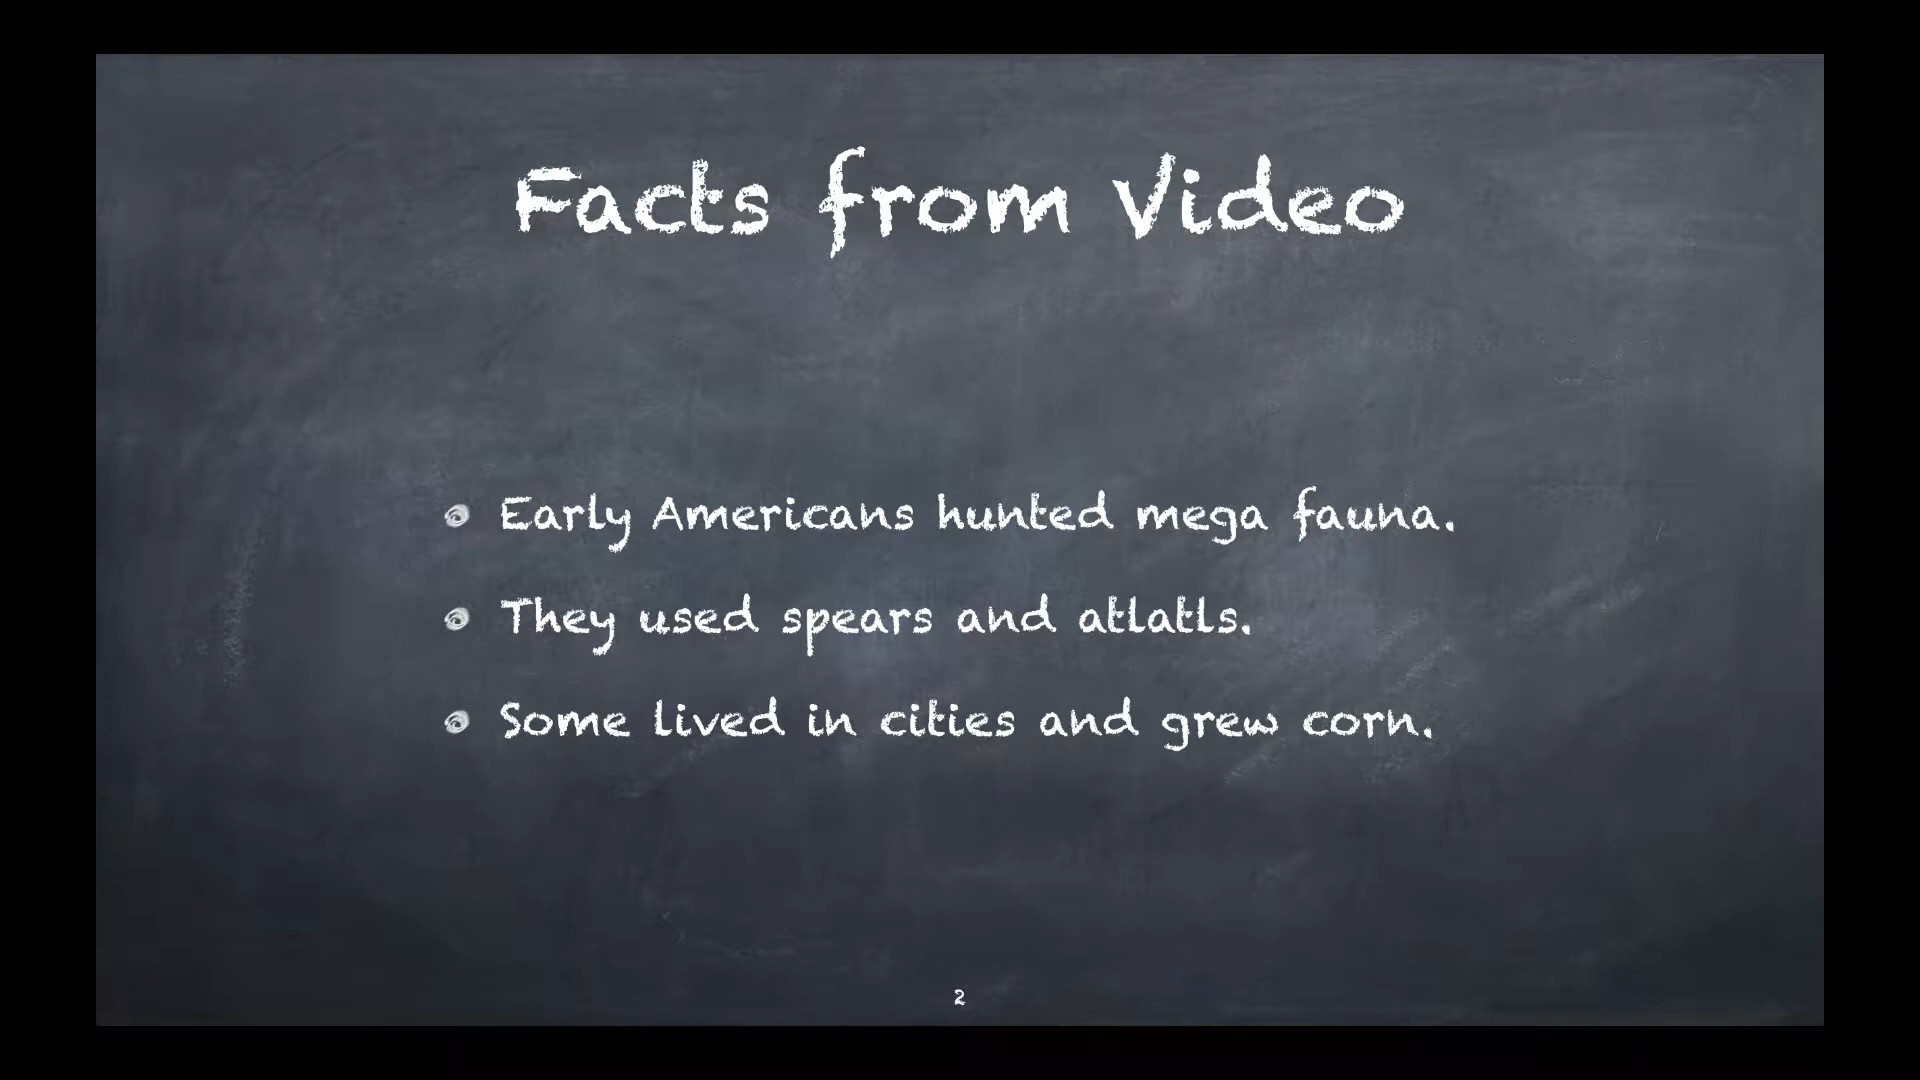 Facts from Video
Early Americans hunted mega fauna.
They used spears and atlatls.
Some lived in cities and grew corn.
2